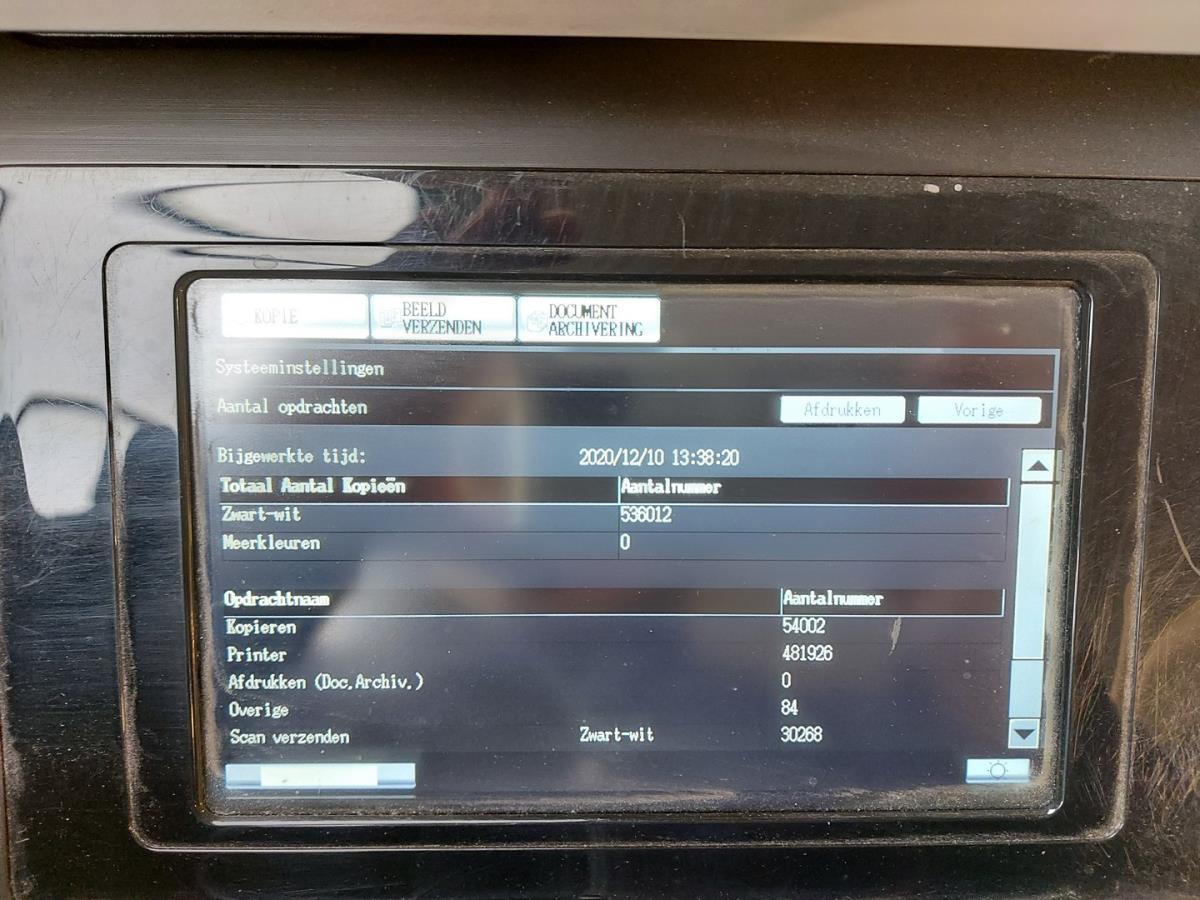 KOPIE
BEELD
VERZENDEN
DOCUMENT
ARCHIVERING
Systeeminstellingen
Aantal opdrachten
Afdrukken
Vorige
Bijgewerkte tijd: 2020/12/10 13:38:20
Totaal Aantal Kopieën Aantalnummer
Zwart-wit 536012
Meerkleuren 0
Opdrachtnaam Aantalnummer
Kopieren 54002
Printer 481926
Afdrukken (Doc.Archiv.) 0
Overige 84
Scan verzenden Zwart-wit 30268